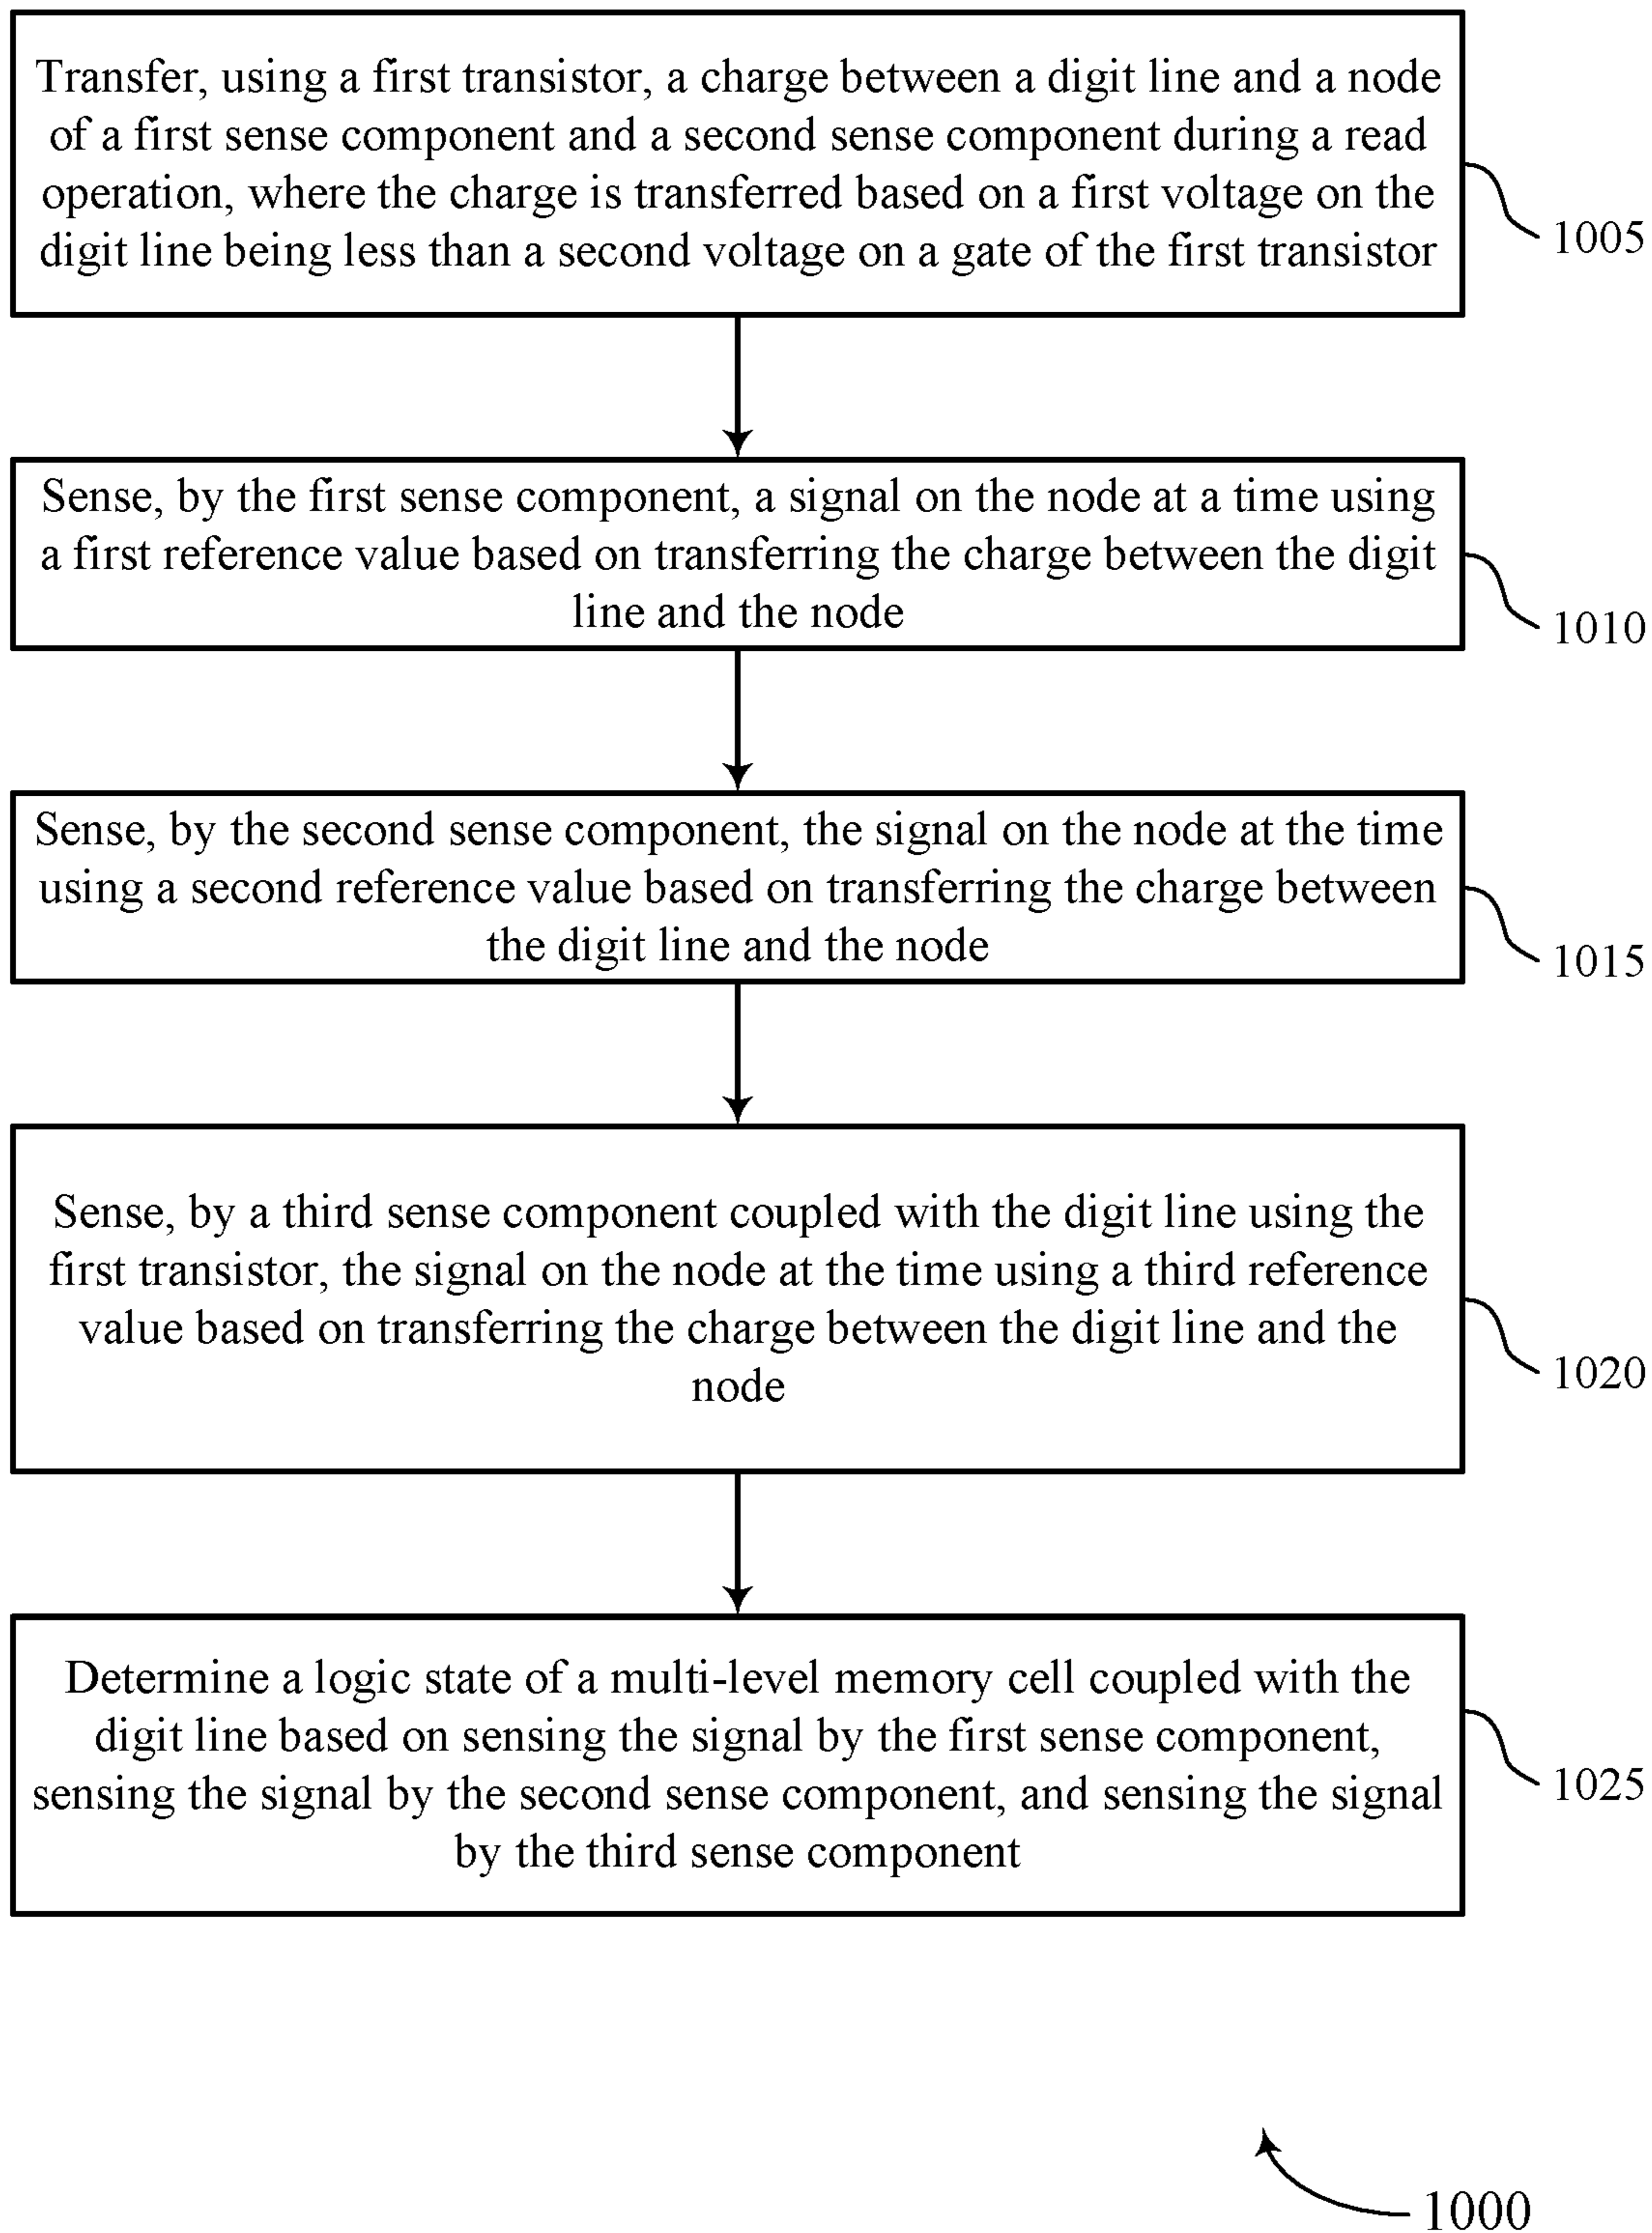 Transfer, using a first transistor, a charge between a digit line and a node
of a first sense component and a second sense component during a read
operation, where the charge is transferred based on a first voltage on the
digit line being less than a second voltage on a gate of the first transistor
1005
Sense, by the first sense component, a signal on the node at a time using
a first reference value based on transferring the charge between the digit
line and the node
1010
Sense, by the second sense component, the signal on the node at the time
using a second reference value based on transferring the charge between
the digit line and the node
1015
Sense, by a third sense component coupled with the digit line using the
first transistor, the signal on the node at the time using a third reference
value based on transferring the charge between the digit line and the
node
1020
Determine a logic state of a multi-level memory cell coupled with the
digit line based on sensing the signal by the first sense component,
sensing the signal by the second sense component, and sensing the signal
by the third sense component
1025
1000